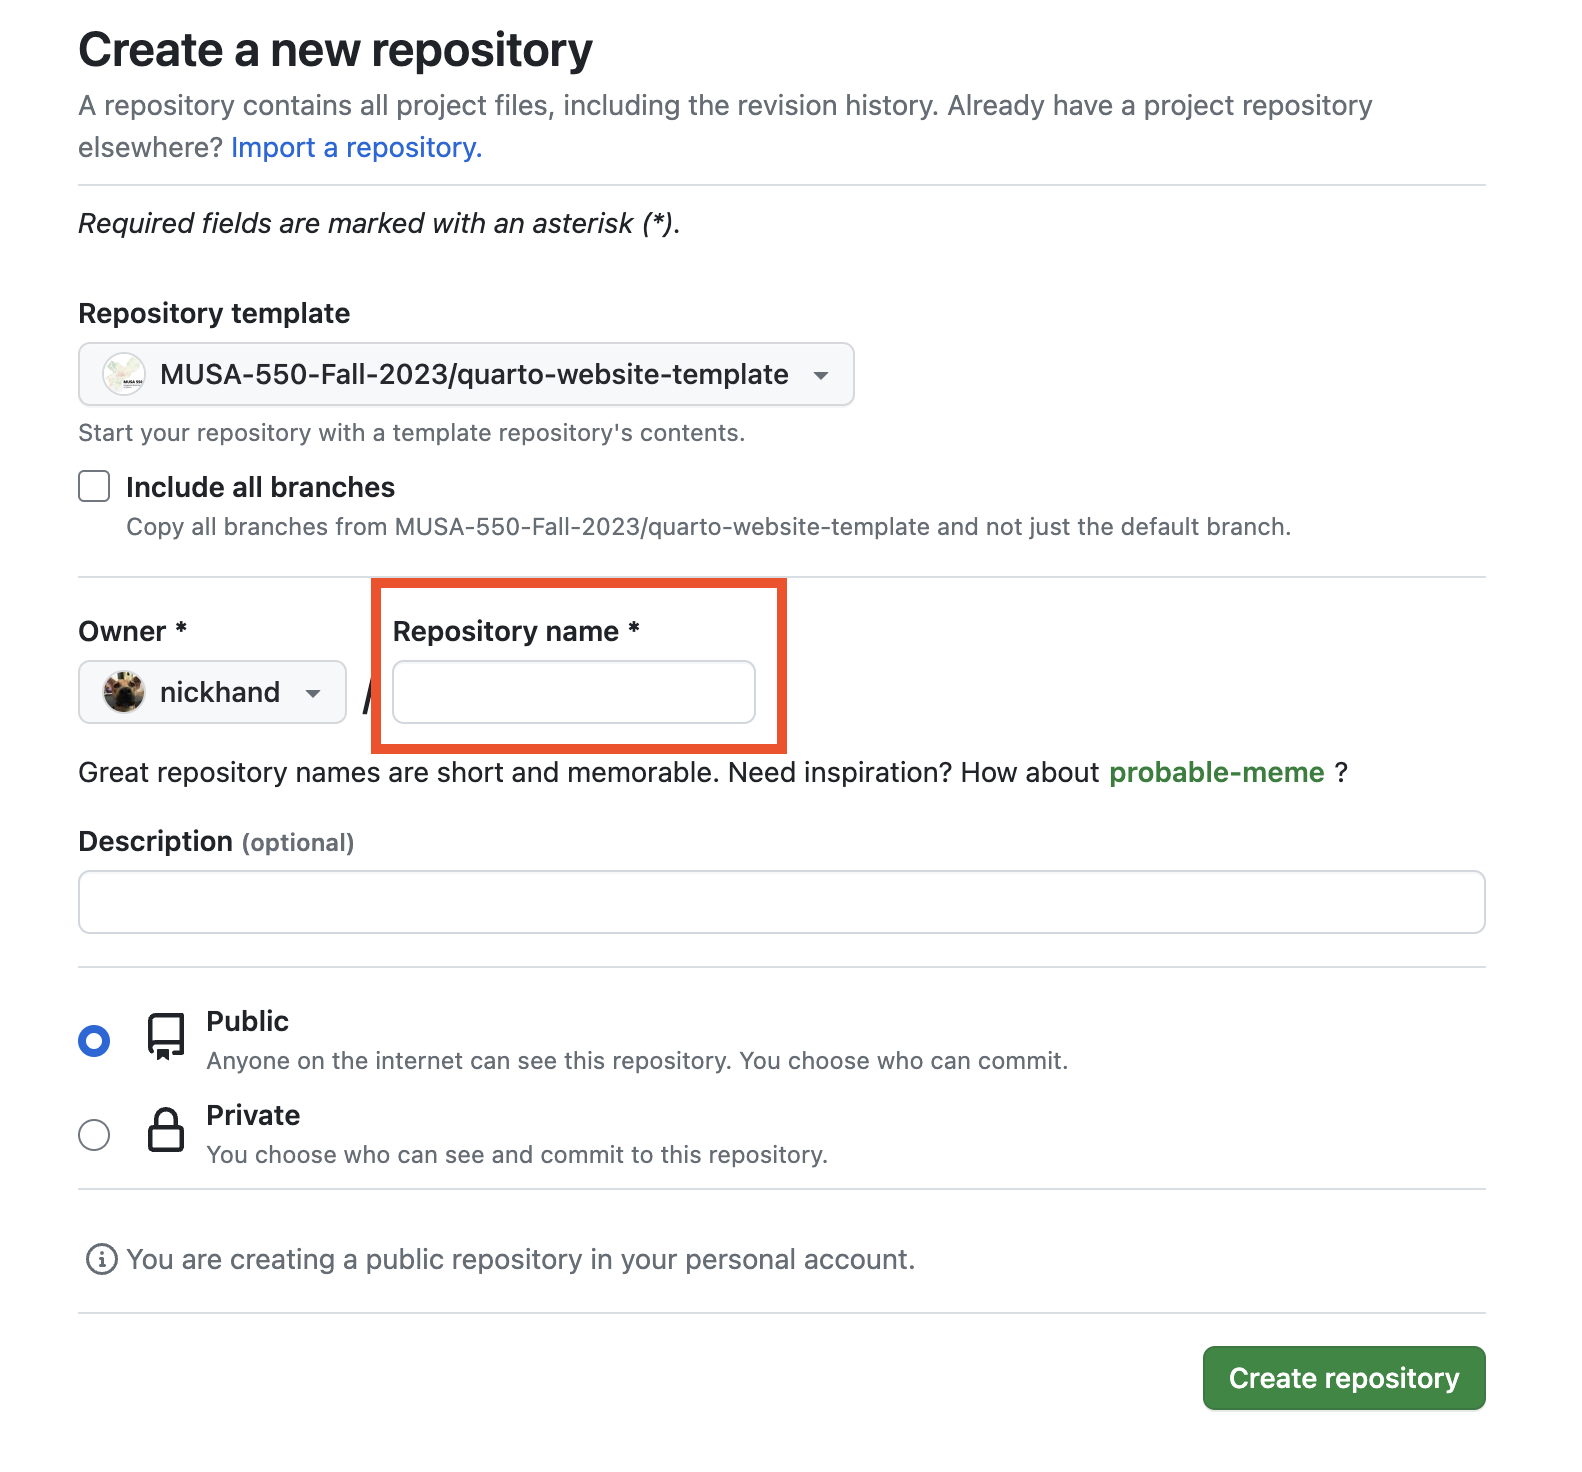 Create a new repository
A repository contains all project files, including the revision history. Already have a project repository
elsewhere? Import a repository.
Required fields are marked with an asterisk (*).
Repository template
MUSA-550-Fall-2023/quarto-website-template
Start your repository with a template repository's contents.
Include all branches
Copy all branches from MUSA-550-Fall-2023/quarto-website-template and not just the default branch.
Owner *
Repository name *
nickhand
/
Great repository names are short and memorable. Need inspiration? How about probable-meme ?
Description (optional)
Public
Anyone on the internet can see this repository. You choose who can commit.
Private
You choose who can see and commit to this repository.
You are creating a public repository in your personal account.
Create repository